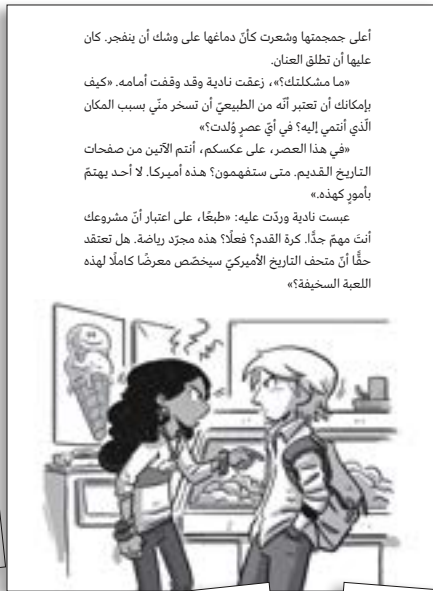 أعلى جمجمتها وشعرت كأنّ دماغها على وشك أن ينفجر. كان
عليها أن تطلق العنان.
«ما مشكلتك؟»، زعقت نادية وقد وقفت أمامه. «كيف
بإمكانك أن تعتبر أنّه من الطبيعيّ أن تسخر منّي بسبب المكان
الّذي أنتمي إليه؟ في أيّ عصرٍ وُلدت؟»
«في هذا العصر، على عكسكم، أنتم الآتين من صفحات
التاريخ القديم. متى ستفهمون؟ هذه أميركا. لا أحد يهتمّ
بأمورٍ كهذه.»
عبست نادية وردّت عليه: «طبعًا، على اعتبار أنّ مشروعك
أنتَ مهمّ جدًّا. كرة القدم؟ فعلًا؟ هذه مجرّد رياضة. هل تعتقد
حقًّا أنّ متحف التاريخ الأميركيّ سيخصّص معرضًا كاملًا لهذه
اللعبة السخيفة؟»